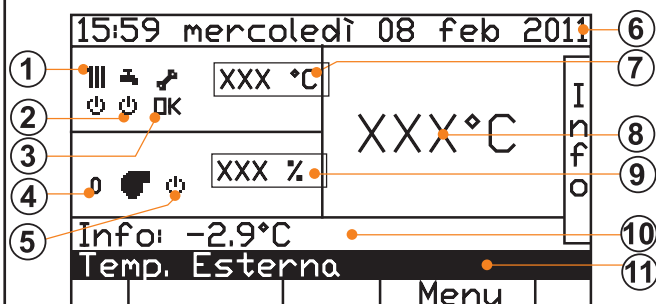 15:59 mercoledì 08 feb 2011
6
1
XXX °C
7
2
OK
XXX°C
8
Info
3
4
0
XXX %
9
5
Info: -2.9°C
10
Temp. Esterna
11
Menu